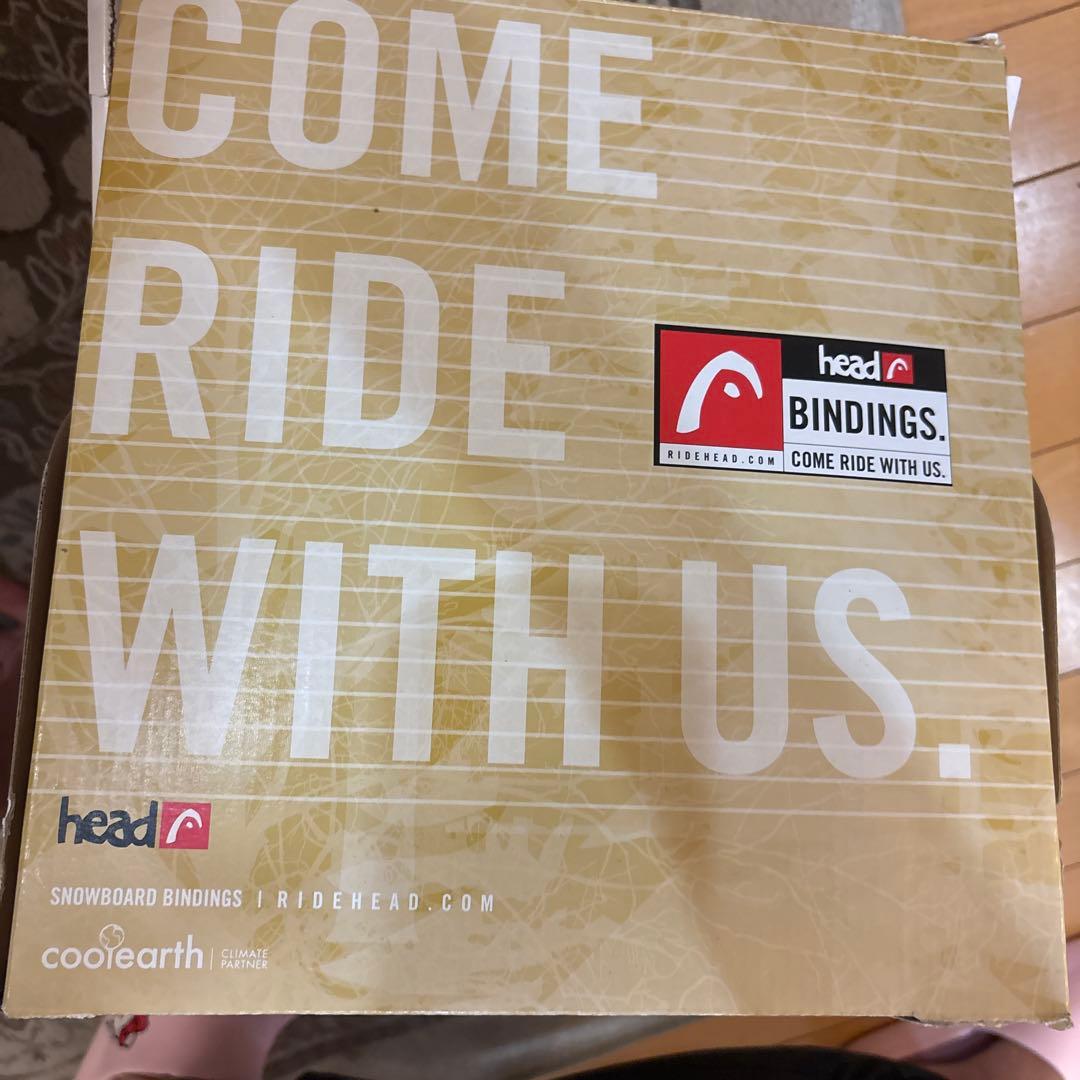 COME
RIDE
WITH US.
head
BINDINGS.
RIDEHEAD.COM
COME RIDE WITH US.
head
SNOWBOARD BINDINGS | RIDEHEAD.COM
coolearth | CLIMATE
PARTNER